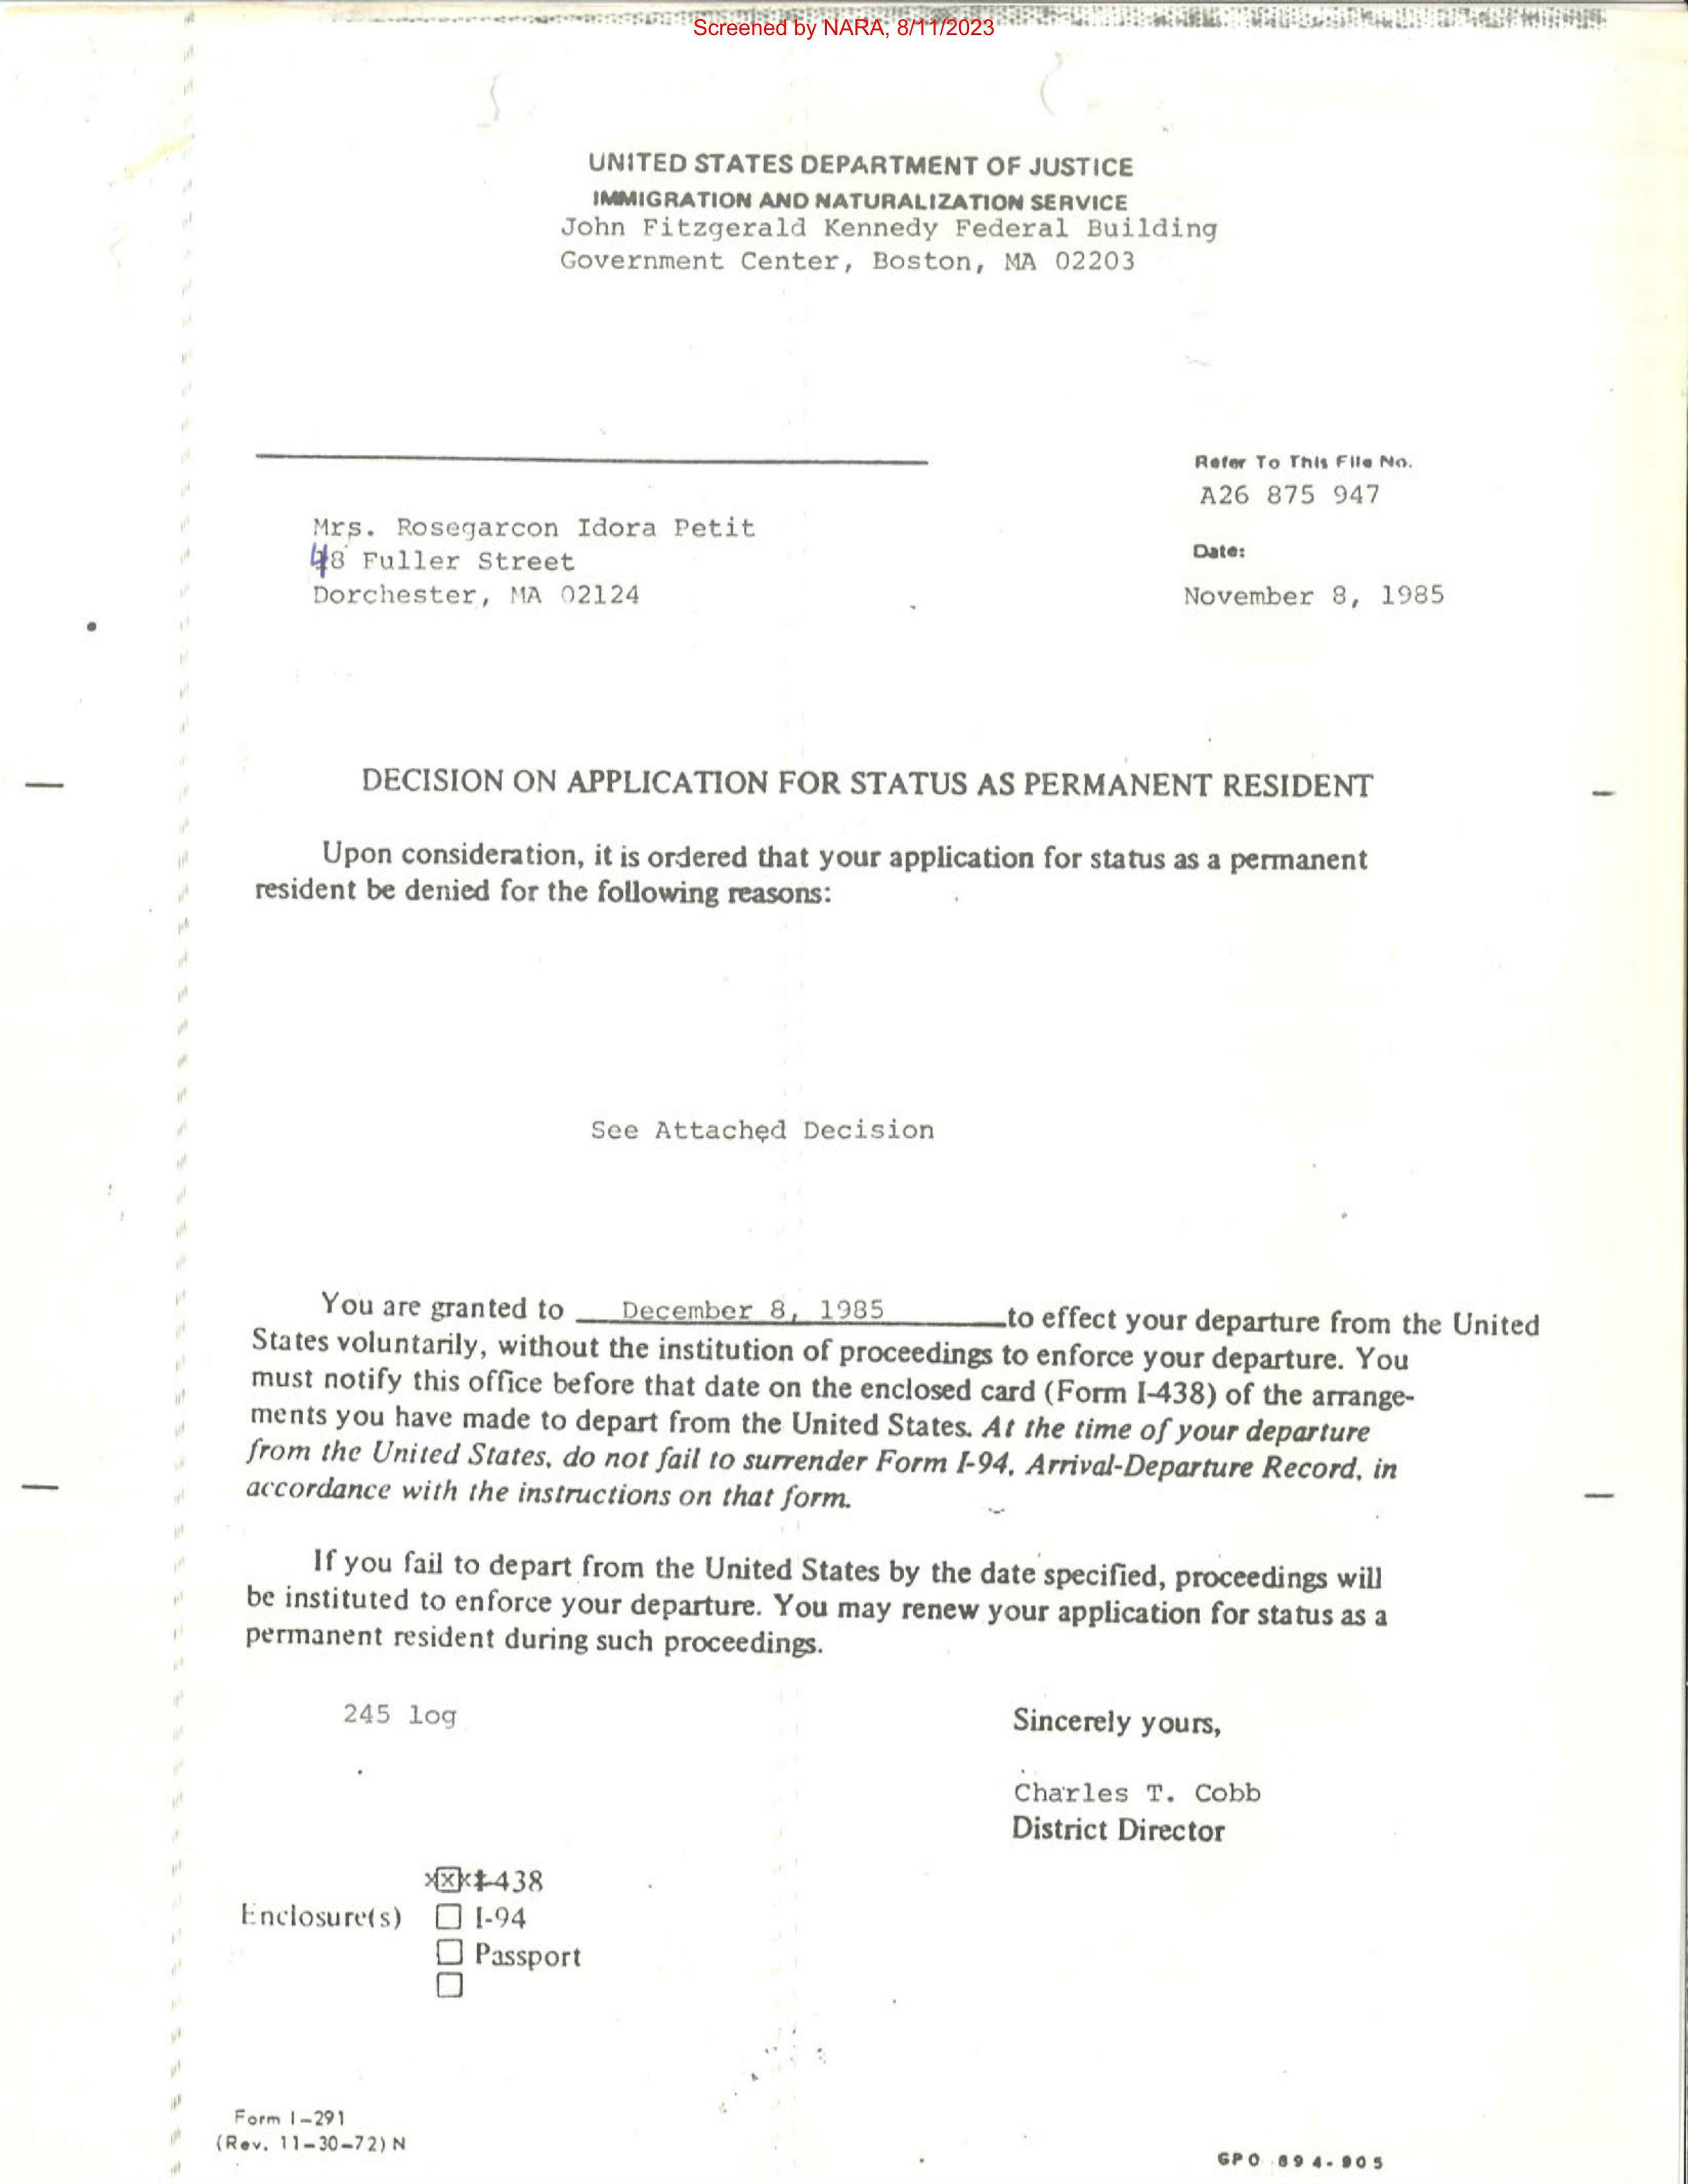 Screened by NARA, 8/11/2023
UNITED STATES DEPARTMENT OF JUSTICE
IMMIGRATION AND NATURALIZATION SERVICE
John Fitzgerald Kennedy Federal Building
Government Center, Boston, MA 02203
Refer To This File No.
A26 875 947
Mrs. Rosegarcon Idora Petit
48 Fuller Street
Dorchester, MA 02124
Date:
November 8, 1985
DECISION ON APPLICATION FOR STATUS AS PERMANENT RESIDENT
Upon consideration, it is ordered that your application for status as a permanent
resident be denied for the following reasons:
See Attached Decision
You are granted to December 8, 1985 to effect your departure from the United
States voluntarily, without the institution of proceedings to enforce your departure. You
must notify this office before that date on the enclosed card (Form I-438) of the arrange-
ments you have made to depart from the United States. At the time of your departure
from the United States, do not fail to surrender Form I-94, Arrival-Departure Record, in
accordance with the instructions on that form.
If you fail to depart from the United States by the date specified, proceedings will
be instituted to enforce your departure. You may renew your application for status as a
permanent resident during such proceedings.
245 log
Sincerely yours,
Charles T. Cobb
District Director
xxx I-438
Enclosure(s) I-94
Passport
Form I-291
(Rev. 11-30-72) N
GPO 894-905